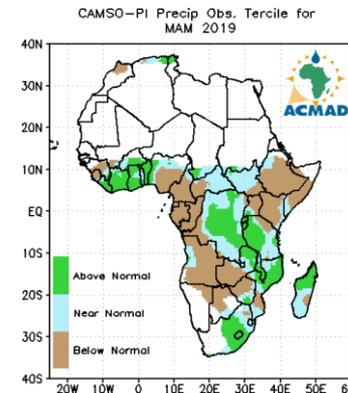 CAMSO-PI Precip Obs. Tercile for
MAM 2019
ACMAD
40N
30N
20N
10N
EQ
10S
20S
30S
40S
Above Normal
Near Normal
Below Normal
20W 10W 0 10E 20E 30E 40E 50E 6